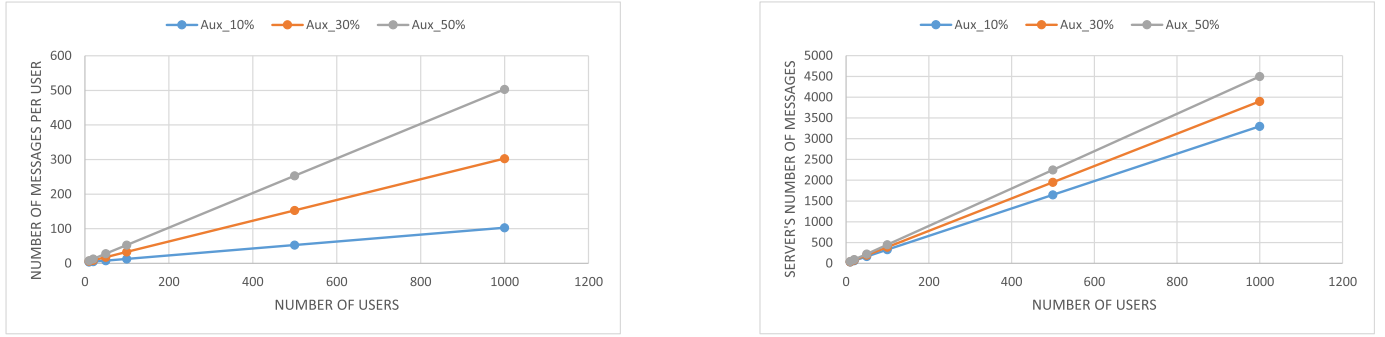 Aux_10% Aux_30% Aux_50%
NUMBER OF MESSAGES PER USER
600
500
400
300
200
100
0
0 200 400 600 800 1000 1200
NUMBER OF USERS
Aux_10% Aux_30% Aux_50%
SERVER'S NUMBER OF MESSAGES
5000
4500
4000
3500
3000
2500
2000
1500
1000
500
0
0 200 400 600 800 1000 1200
NUMBER OF USERS